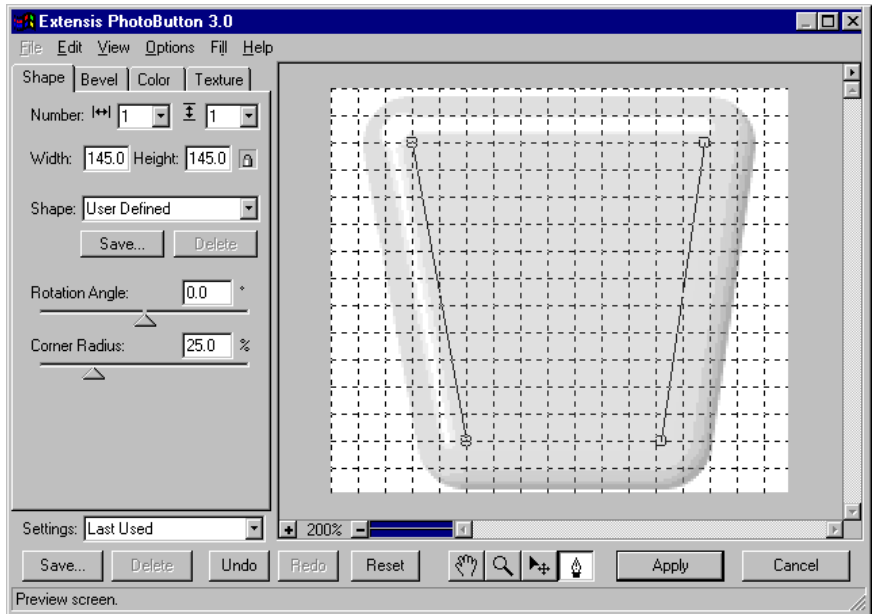 Extensis PhotoButton 3.0
File Edit View Options Fill Help
Shape Bevel Color Texture
Number: 1 1
Width: 145.0 Height: 145.0
Shape: User Defined
Save... Delete
Rotation Angle: 0.0 °
Corner Radius: 25.0 %
Settings: Last Used
200%
Save... Delete Undo Redo Reset Apply Cancel
Preview screen.